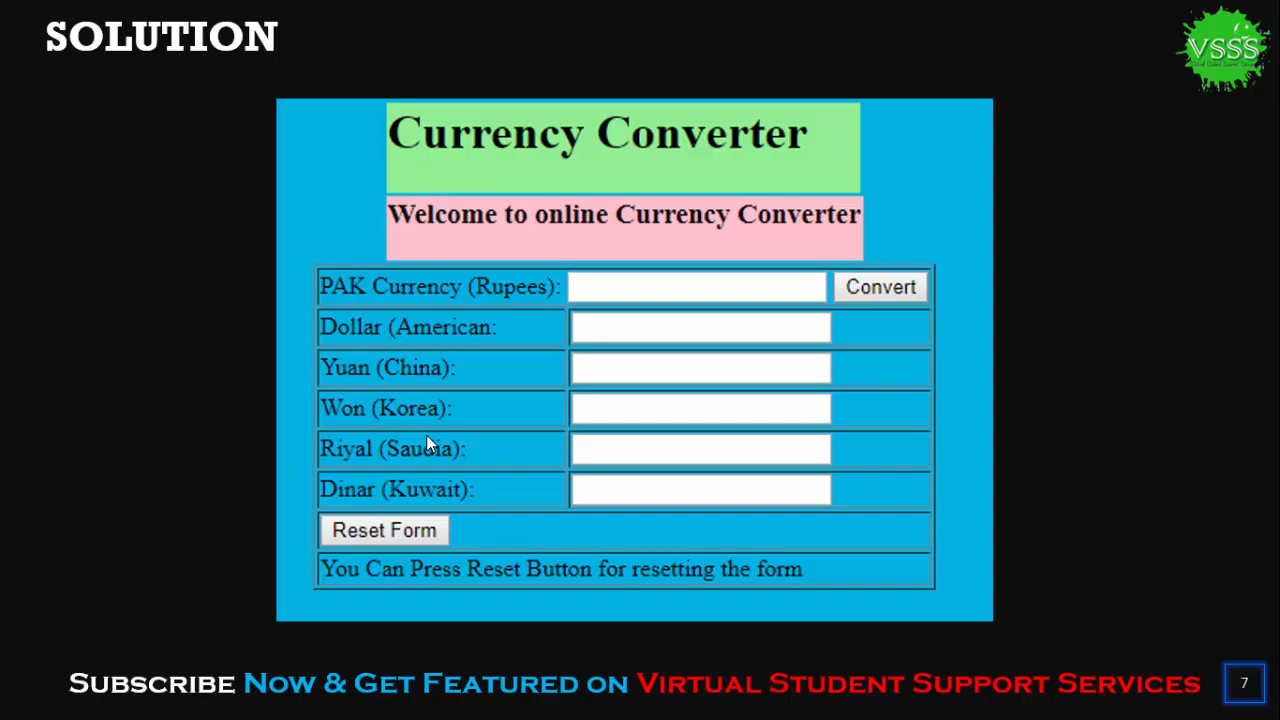 SOLUTION
VSSS
Currency Converter
Welcome to online Currency Converter
PAK Currency (Rupees): Convert
Dollar (American:
Yuan (China):
Won (Korea):
Riyal (Saudia):
Dinar (Kuwait):
Reset Form
You Can Press Reset Button for resetting the form
SUBSCRIBE NOW & GET FEATURED ON VIRTUAL STUDENT SUPPORT SERVICES
7